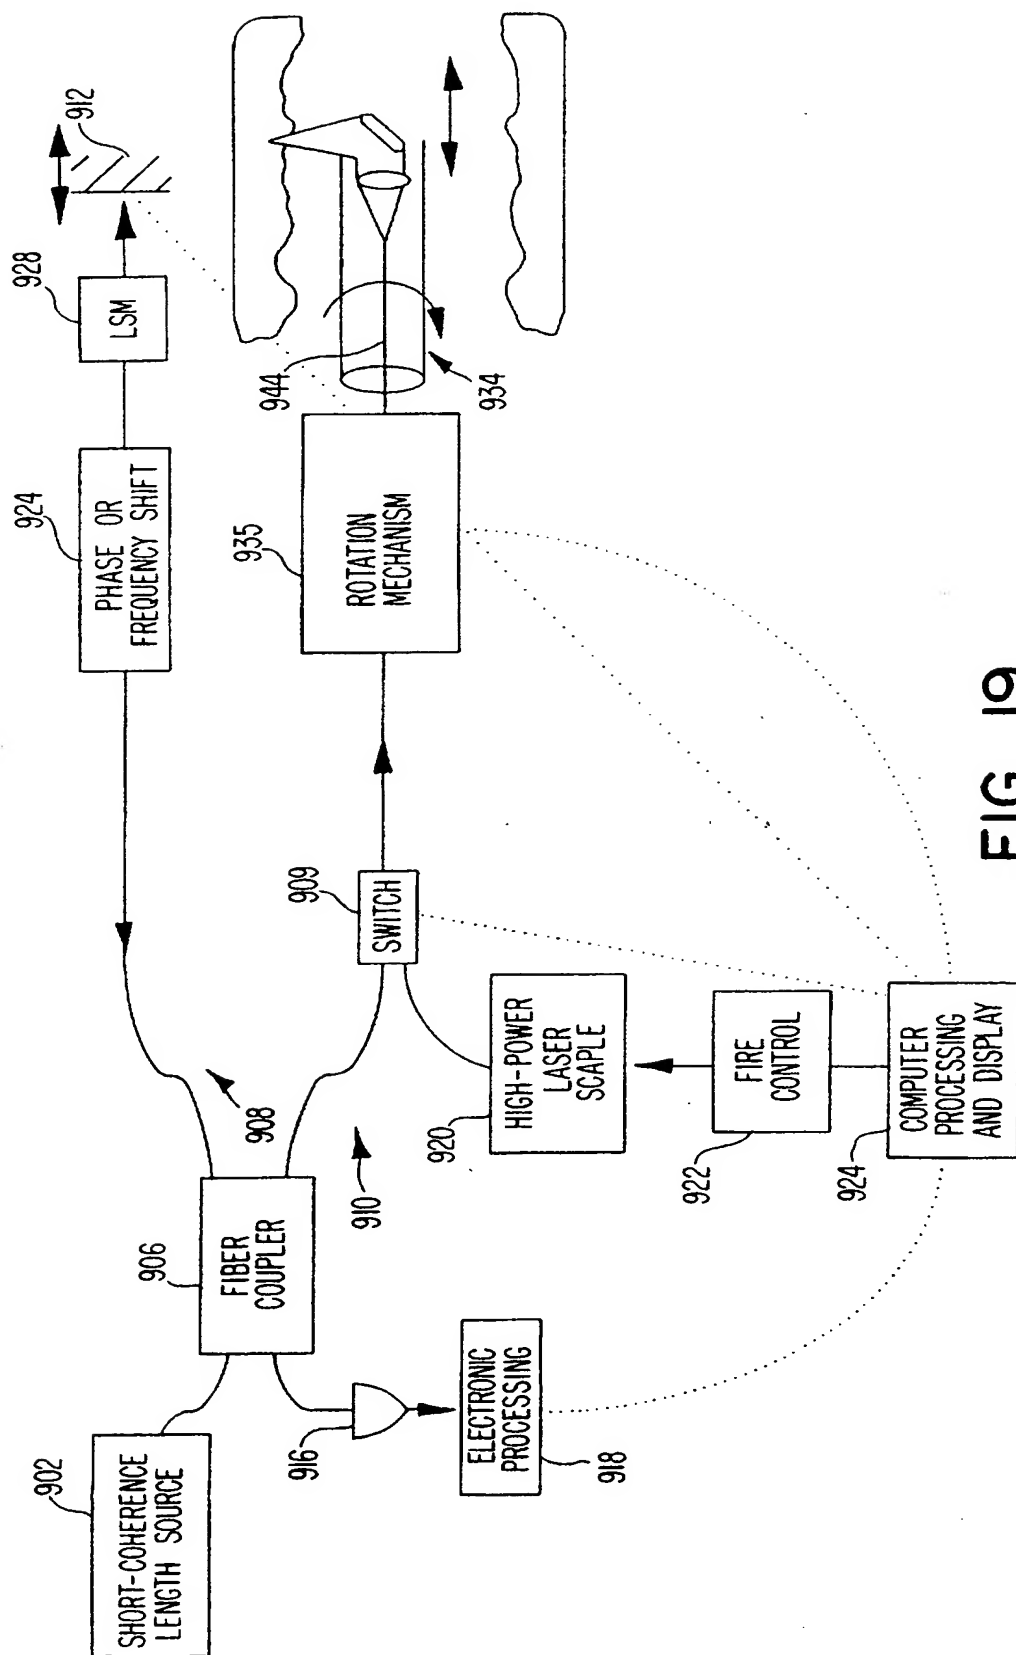 902
SHORT-COHERENCE
LENGTH SOURCE
906
FIBER
COUPLER
908
910
916
ELECTRONIC
PROCESSING
918
924
PHASE OR
FREQUENCY SHIFT
928
LSM
912
909
SWITCH
935
ROTATION
MECHANISM
944
934
920
HIGH-POWER
LASER
SCAPLE
922
FIRE
CONTROL
924
COMPUTER
PROCESSING
AND DISPLAY
FIG 19